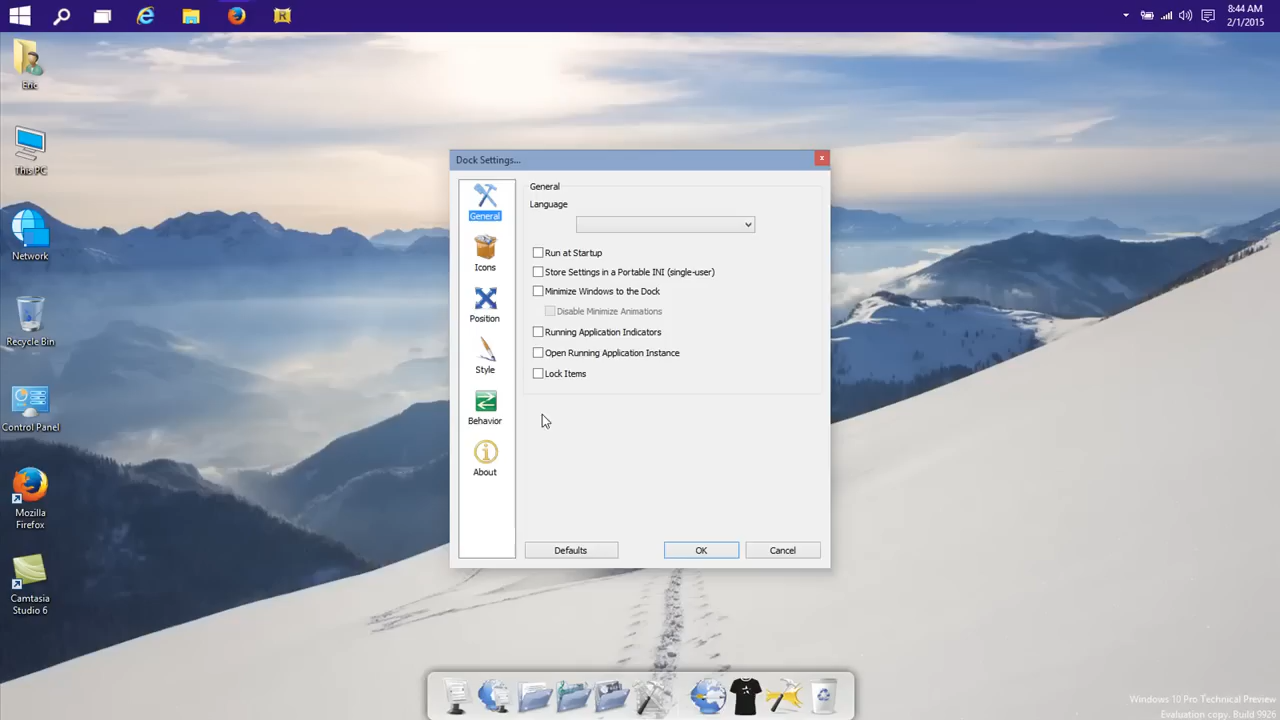 8:44 AM
2/1/2015
Eric
This PC
Network
Recycle Bin
Control Panel
Mozilla
Firefox
Camtasia
Studio 6
Dock Settings...
x
General
Icons
Position
Style
Behavior
About
General
Language
Run at Startup
Store Settings in a Portable INI (single-user)
Minimize Windows to the Dock
Disable Minimize Animations
Running Application Indicators
Open Running Application Instance
Lock Items
Defaults
OK
Cancel
Windows 10 Pro Technical Preview
Evaluation copy. Build 9926